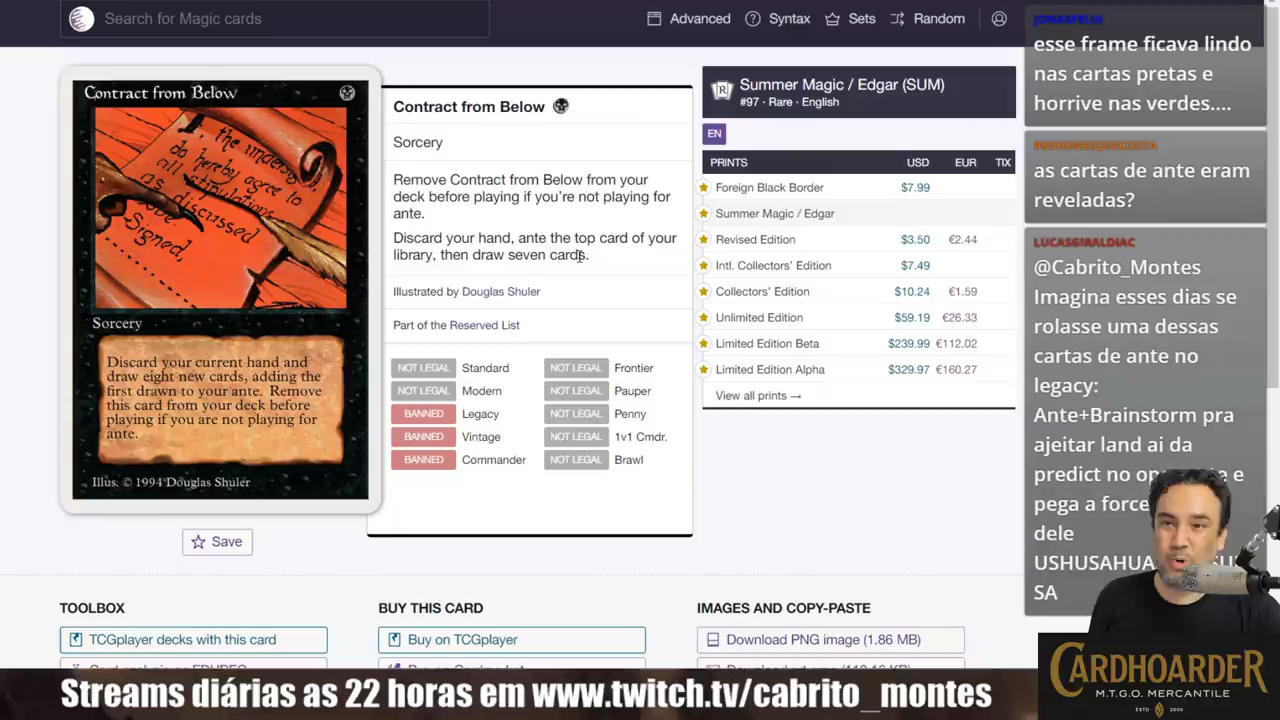 Search for Magic cards
Advanced
Syntax
Sets
Random
Contract from Below
I the under
do hereby agree to
all stipulations
as discussed
Signed,
Sorcery
Discard your current hand and
draw eight new cards, adding the
first drawn to your ante. Remove
this card from your deck before
playing if you are not playing for
ante.
Illus. © 1994 Douglas Shuler
Save
Contract from Below
Sorcery
Remove Contract from Below from your
deck before playing if you're not playing for
ante.
Discard your hand, ante the top card of your
library, then draw seven cards.
Illustrated by Douglas Shuler
Part of the Reserved List
NOT LEGAL Standard NOT LEGAL Frontier
NOT LEGAL Modern NOT LEGAL Pauper
BANNED Legacy NOT LEGAL Penny
BANNED Vintage NOT LEGAL 1v1 Cmdr.
BANNED Commander NOT LEGAL Brawl
Summer Magic / Edgar (SUM)
#97 · Rare · English
EN
PRINTS USD EUR TIX
Foreign Black Border $7.99
Summer Magic / Edgar
Revised Edition $3.50 €2.44
Intl. Collectors' Edition $7.49
Collectors' Edition $10.24 €1.59
Unlimited Edition $59.19 €26.33
Limited Edition Beta $239.99 €112.02
Limited Edition Alpha $329.97 €160.27
View all prints →
TOOLBOX
TCGplayer decks with this card
BUY THIS CARD
Buy on TCGplayer
IMAGES AND COPY-PASTE
Download PNG image (1.86 MB)
esse frame ficava lindo
nas cartas pretas e
horrive nas verdes....
as cartas de ante eram
reveladas?
LUCASGIRALDIAC
@Cabrito_Montes
Imagina esses dias se
rolasse uma dessas
cartas de ante no
legacy:
Ante+Brainstorm pra
ajeitar land ai da
predict no e
pega a force
dele
SA
CARDHOARDER
M.T.G.O. MERCANTILE
ESTD 2005
Streams diárias as 22 horas em www.twitch.tv/cabrito_montes